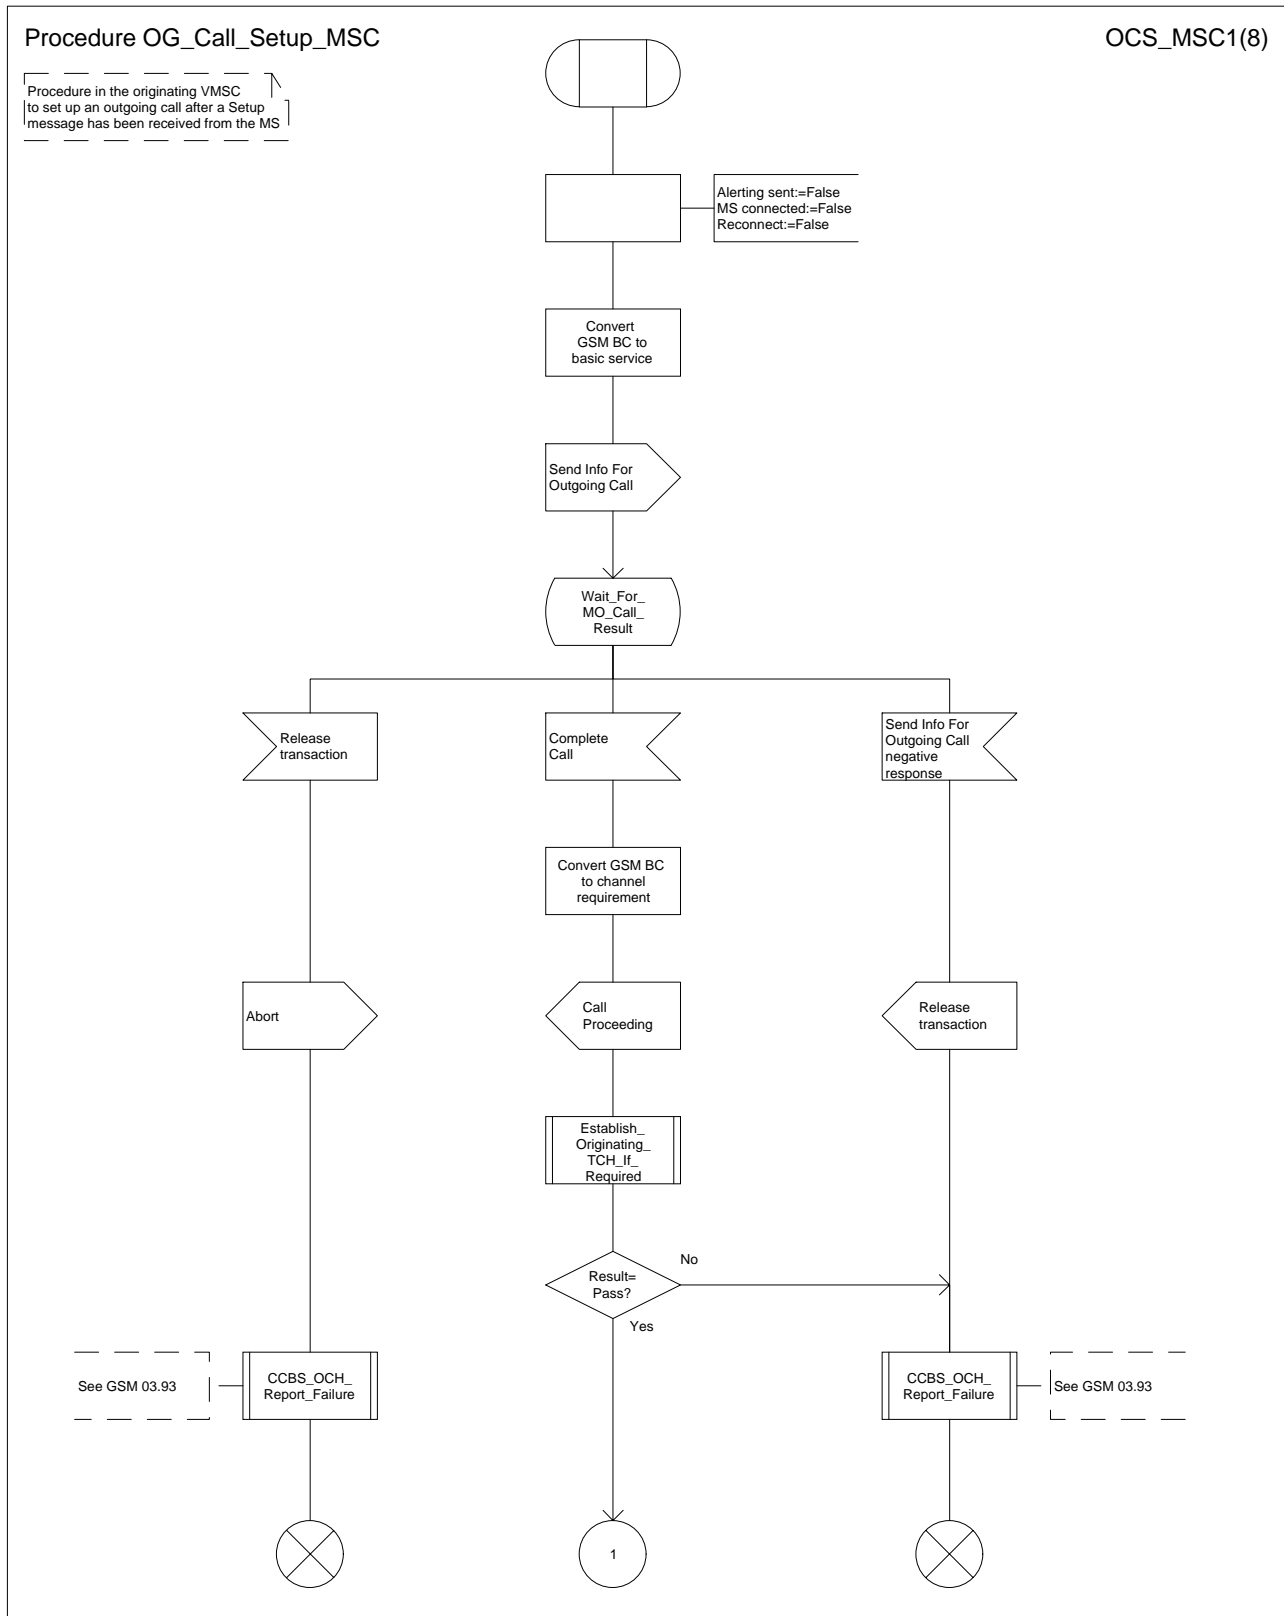 Procedure OG_Call_Setup_MSC
OCS_MSC1(8)
Procedure in the originating VMSC
to set up an outgoing call after a Setup
message has been received from the MS
Alerting sent:=False
MS connected:=False
Reconnect:=False
Convert
GSM BC to
basic service
Send Info For
Outgoing Call
Wait_For_
MO_Call_
Result
Release
transaction
Complete
Call
Send Info For
Outgoing Call
negative
response
Convert GSM BC
to channel
requirement
Abort
Call
Proceeding
Release
transaction
Establish_
Originating_
TCH_If_
Required
Result=
Pass?
No
Yes
See GSM 03.93
CCBS_OCH_
Report_Failure
CCBS_OCH_
Report_Failure
See GSM 03.93
1